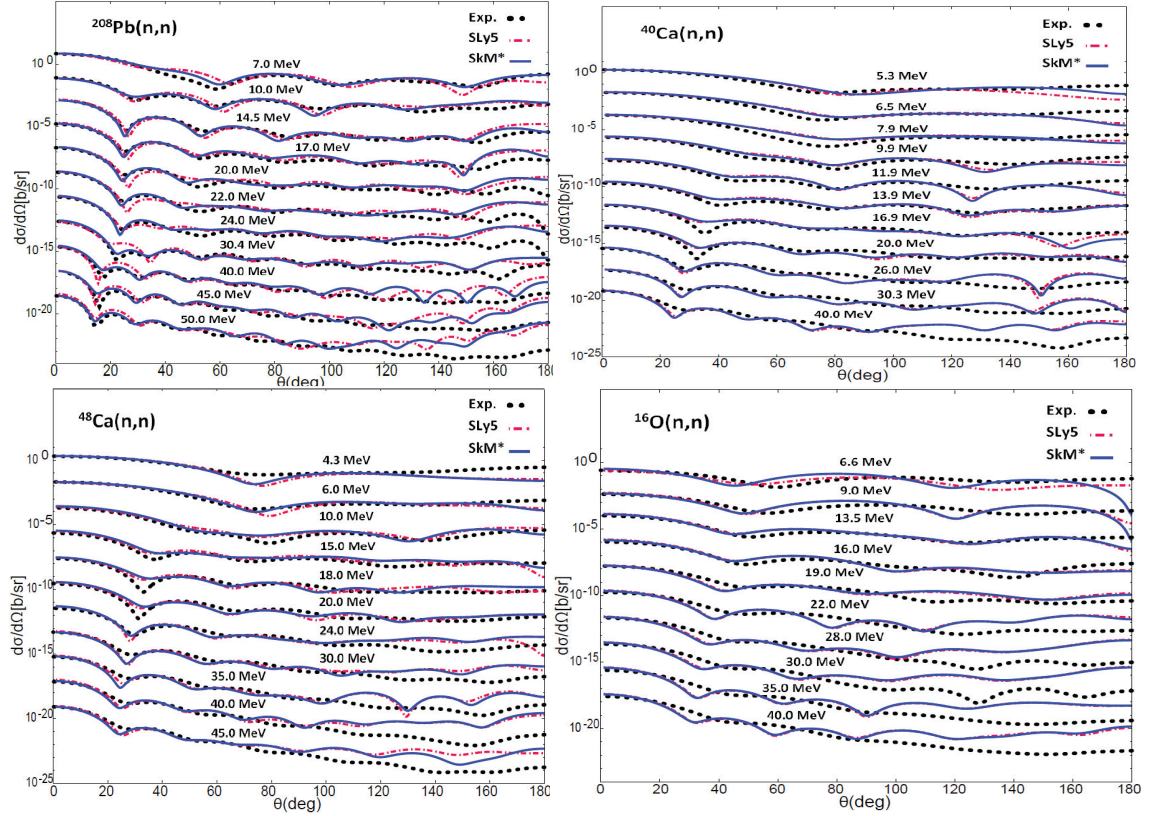 ²⁰⁸Pb(n,n)
Exp.
SLy5
SkM*
7.0 MeV
10.0 MeV
14.5 MeV
17.0 MeV
20.0 MeV
22.0 MeV
24.0 MeV
30.4 MeV
40.0 MeV
45.0 MeV
50.0 MeV
10⁰
10⁻⁵
10⁻¹⁰
10⁻¹⁵
10⁻²⁰
dσ/dΩ[b/sr]
0 20 40 60 80 100 120 140 160 180
θ(deg)
⁴⁰Ca(n,n)
Exp.
SLy5
SkM*
5.3 MeV
6.5 MeV
7.9 MeV
9.9 MeV
11.9 MeV
13.9 MeV
16.9 MeV
20.0 MeV
26.0 MeV
30.3 MeV
40.0 MeV
10⁰
10⁻⁵
10⁻¹⁰
10⁻¹⁵
10⁻²⁰
10⁻²⁵
dσ/dΩ[b/sr]
0 20 40 60 80 100 120 140 160 180
θ(deg)
⁴⁸Ca(n,n)
Exp.
SLy5
SkM*
4.3 MeV
6.0 MeV
10.0 MeV
15.0 MeV
18.0 MeV
20.0 MeV
24.0 MeV
30.0 MeV
35.0 MeV
40.0 MeV
45.0 MeV
10⁰
10⁻⁵
10⁻¹⁰
10⁻¹⁵
10⁻²⁰
10⁻²⁵
dσ/dΩ[b/sr]
0 20 40 60 80 100 120 140 160 180
θ(deg)
¹⁶O(n,n)
Exp.
SLy5
SkM*
6.6 MeV
9.0 MeV
13.5 MeV
16.0 MeV
19.0 MeV
22.0 MeV
28.0 MeV
30.0 MeV
35.0 MeV
40.0 MeV
10⁰
10⁻⁵
10⁻¹⁰
10⁻¹⁵
10⁻²⁰
dσ/dΩ[b/sr]
0 20 40 60 80 100 120 140 160 180
θ(deg)